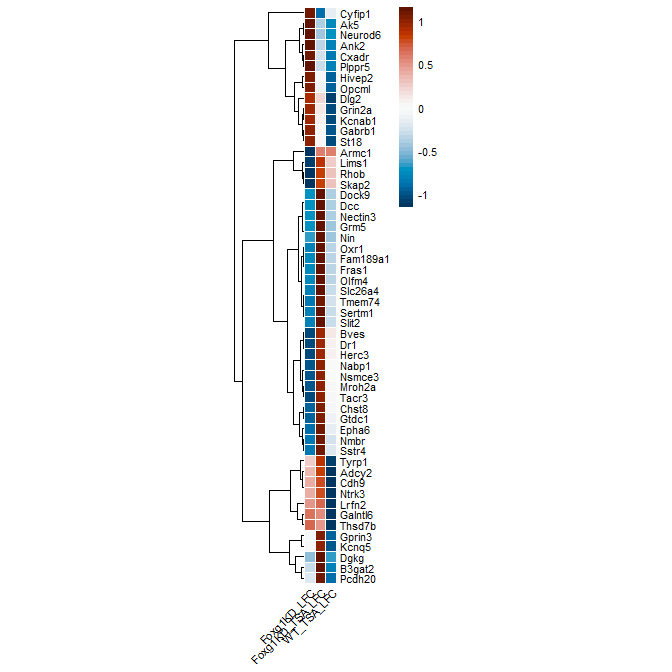 Cyfip1
Ak5
Neurod6
Ank2
Cxadr
Plppr5
Hivep2
Opcml
Dlg2
Grin2a
Kcnab1
Gabrb1
St18
Armc1
Lims1
Rhob
Skap2
Dock9
Dcc
Nectin3
Grm5
Nin
Oxr1
Fam189a1
Fras1
Olfm4
Slc26a4
Tmem74
Sertm1
Slit2
Bves
Dr1
Herc3
Nabp1
Nsmce3
Mroh2a
Tacr3
Chst8
Gtdc1
Epha6
Nmbr
Sstr4
Tyrp1
Adcy2
Cdh9
Ntrk3
Lrfn2
Galntl6
Thsd7b
Gprin3
Kcnq5
Dgkg
B3gat2
Pcdh20
Foxg1KD_LFC
Foxg1KD_TSA_LFC
WT_TSA_LFC
1
0.5
0
-0.5
-1